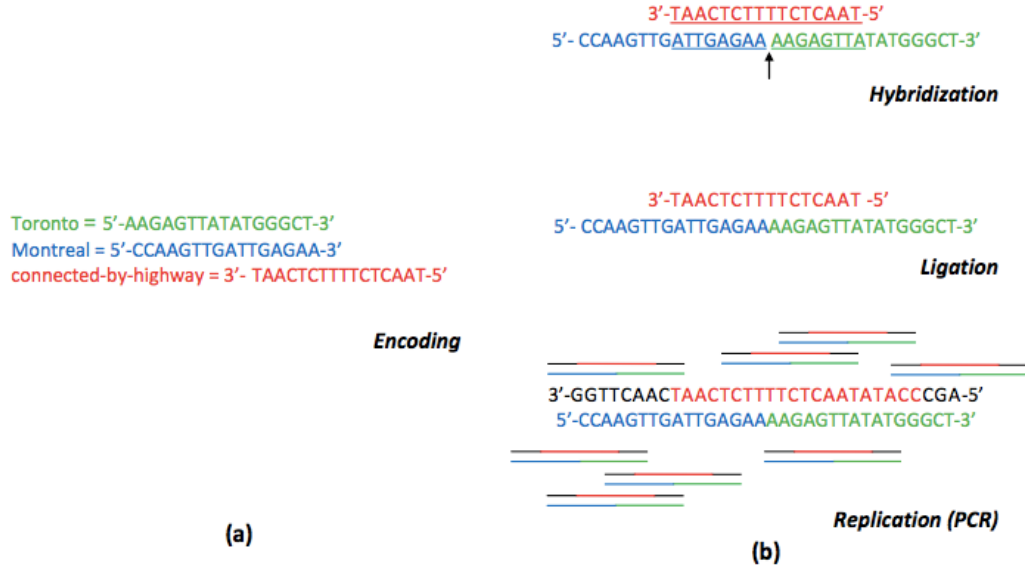 Toronto = 5’-AAGAGTTATATGGGCT-3’
Montreal = 5’-CCAAGTTGATTGAGAA-3’
connected-by-highway = 3’- TAACTCTTTTCTCAAT-5’
Encoding
(a)
3’-TAACTCTTTTCTCAAT-5’
5’- CCAAGTTGATTGAGAA AAGAGTTATATGGGCT-3’
Hybridization
3’-TAACTCTTTTCTCAAT -5’
5’- CCAAGTTGATTGAGAAAAGAGTTATATGGGCT-3’
Ligation
3’-GGTTCAACTAACTCTTTTCTCAATATACCCGA-5’
5’-CCAAGTTGATTGAGAAAAGAGTTATATGGGCT-3’
Replication (PCR)
(b)